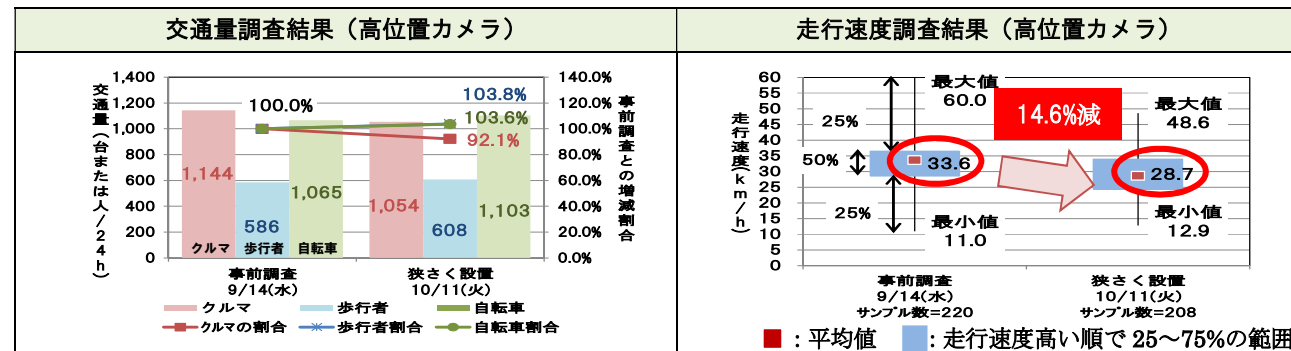 交通量調査結果（高位置カメラ）
交通量（台または人/24h）
1,400
1,200
1,000
800
600
400
200
0
140.0%
120.0%
100.0%
80.0%
60.0%
40.0%
20.0%
0.0%
事前調査との増減割合
100.0%
103.8%
103.6%
92.1%
1,144
586
1,065
1,054
608
1,103
クルマ 歩行者 自転車
事前調査
9/14(水)
狭さく設置
10/11(火)
クルマ 歩行者 自転車
クルマの割合 歩行者割合 自転車割合
走行速度調査結果（高位置カメラ）
走行速度(km/h)
60
55
50
45
40
35
30
25
20
15
10
5
0
25%
50%
25%
最大値
60.0
33.6
最小値
11.0
14.6%減
最大値
48.6
28.7
最小値
12.9
事前調査
9/14(水)
サンプル数=220
狭さく設置
10/11(火)
サンプル数=208
：平均値 ：走行速度高い順で25～75%の範囲